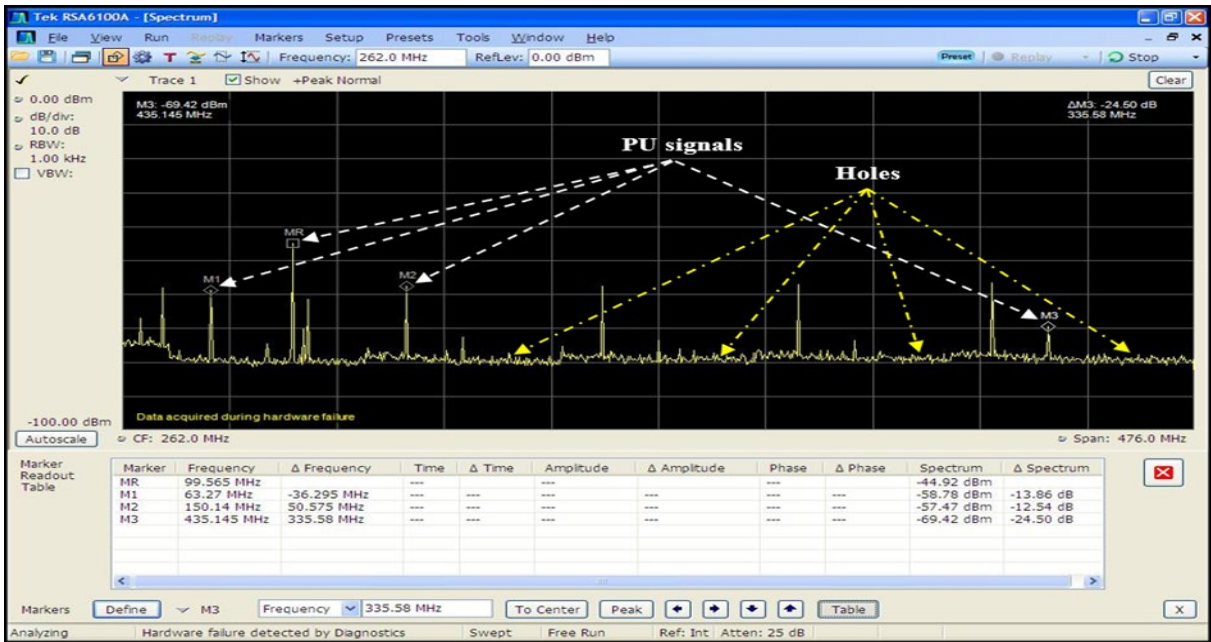 Tek RSA6100A - [Spectrum]
File View Run Replay Markers Setup Presets Tools Window Help
Frequency: 262.0 MHz RefLev: 0.00 dBm Preset Replay Stop
Trace 1 Show +Peak Normal Clear
0.00 dBm
dB/div:
10.0 dB
RBW:
1.00 kHz
VBW:
-100.00 dBm
Autoscale
M3: -69.42 dBm
435.145 MHz
ΔM3: -24.50 dB
335.58 MHz
PU signals
Holes
MR
M1
M2
M3
Data acquired during hardware failure
CF: 262.0 MHz Span: 476.0 MHz
Marker
Readout
Table
Marker Frequency Δ Frequency Time Δ Time Amplitude Δ Amplitude Phase Δ Phase Spectrum Δ Spectrum
MR 99.565 MHz --- --- --- -44.92 dBm
M1 63.27 MHz -36.295 MHz --- --- --- --- --- --- -58.78 dBm -13.86 dB
M2 150.14 MHz 50.575 MHz --- --- --- --- --- --- -57.47 dBm -12.54 dB
M3 435.145 MHz 335.58 MHz --- --- --- --- --- --- -69.42 dBm -24.50 dB
Markers Define M3 Frequency 335.58 MHz To Center Peak Table X
Analyzing Hardware failure detected by Diagnostics Swept Free Run Ref: Int Atten: 25 dB